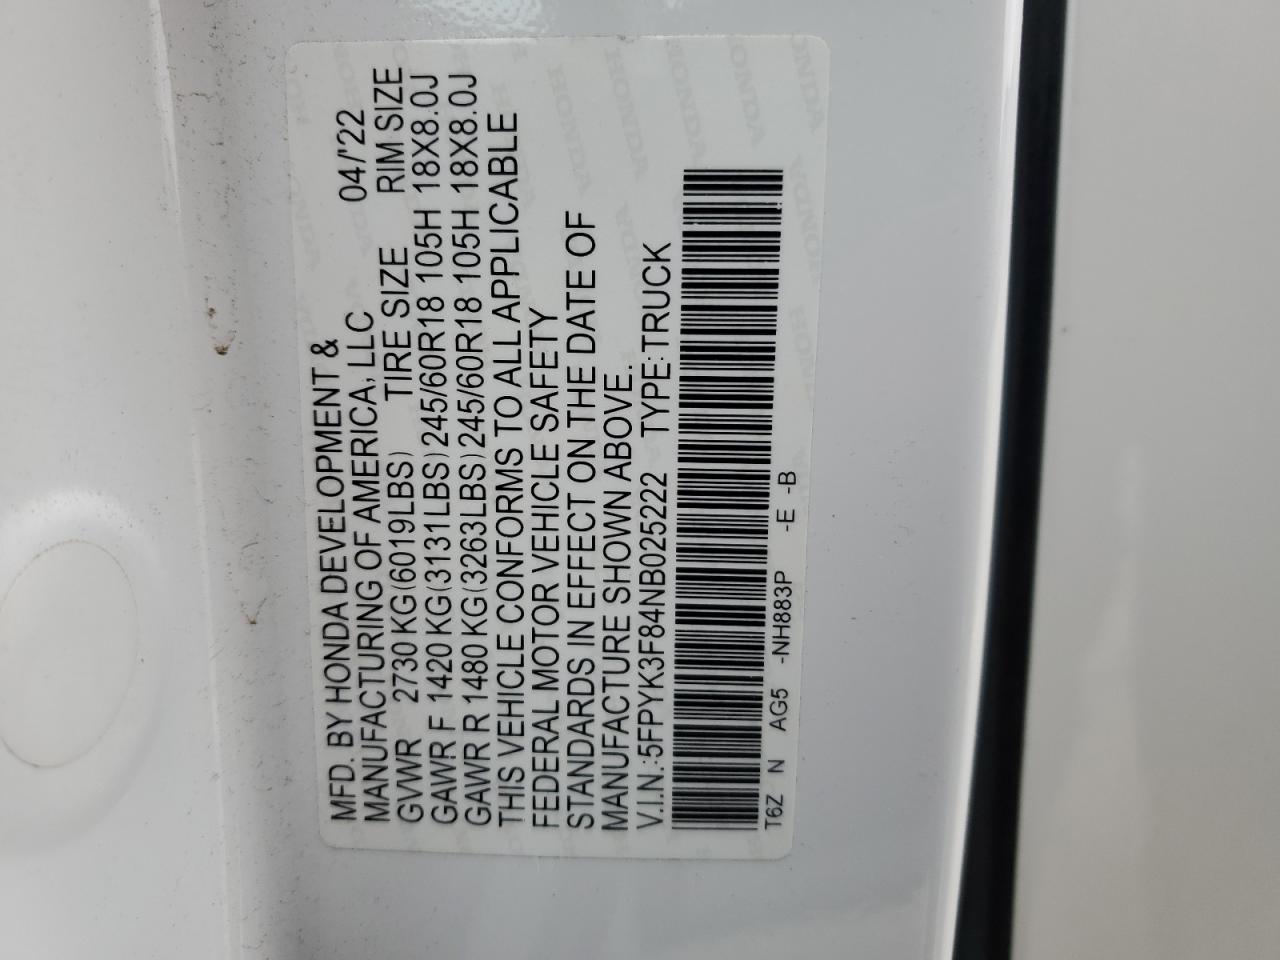 MFD. BY HONDA DEVELOPMENT &
MANUFACTURING OF AMERICA, LLC 04/'22
GVWR 2730 KG(6019LBS) TIRE SIZE RIM SIZE
GAWR F 1420 KG(3131LBS) 245/60R18 105H 18X8.0J
GAWR R 1480 KG(3263LBS) 245/60R18 105H 18X8.0J
THIS VEHICLE CONFORMS TO ALL APPLICABLE
FEDERAL MOTOR VEHICLE SAFETY
STANDARDS IN EFFECT ON THE DATE OF
MANUFACTURE SHOWN ABOVE.
V.I.N.:5FPYK3F84NB025222 TYPE:TRUCK
T6Z N AG5 -NH883P -E -B